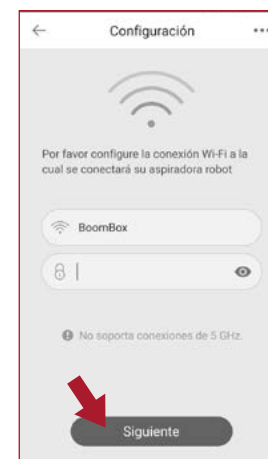 Configuración
Por favor configure la conexión Wi-Fi a la
cual se conectará su aspiradora robot
BoomBox
No soporta conexiones de 5 GHz.
Siguiente